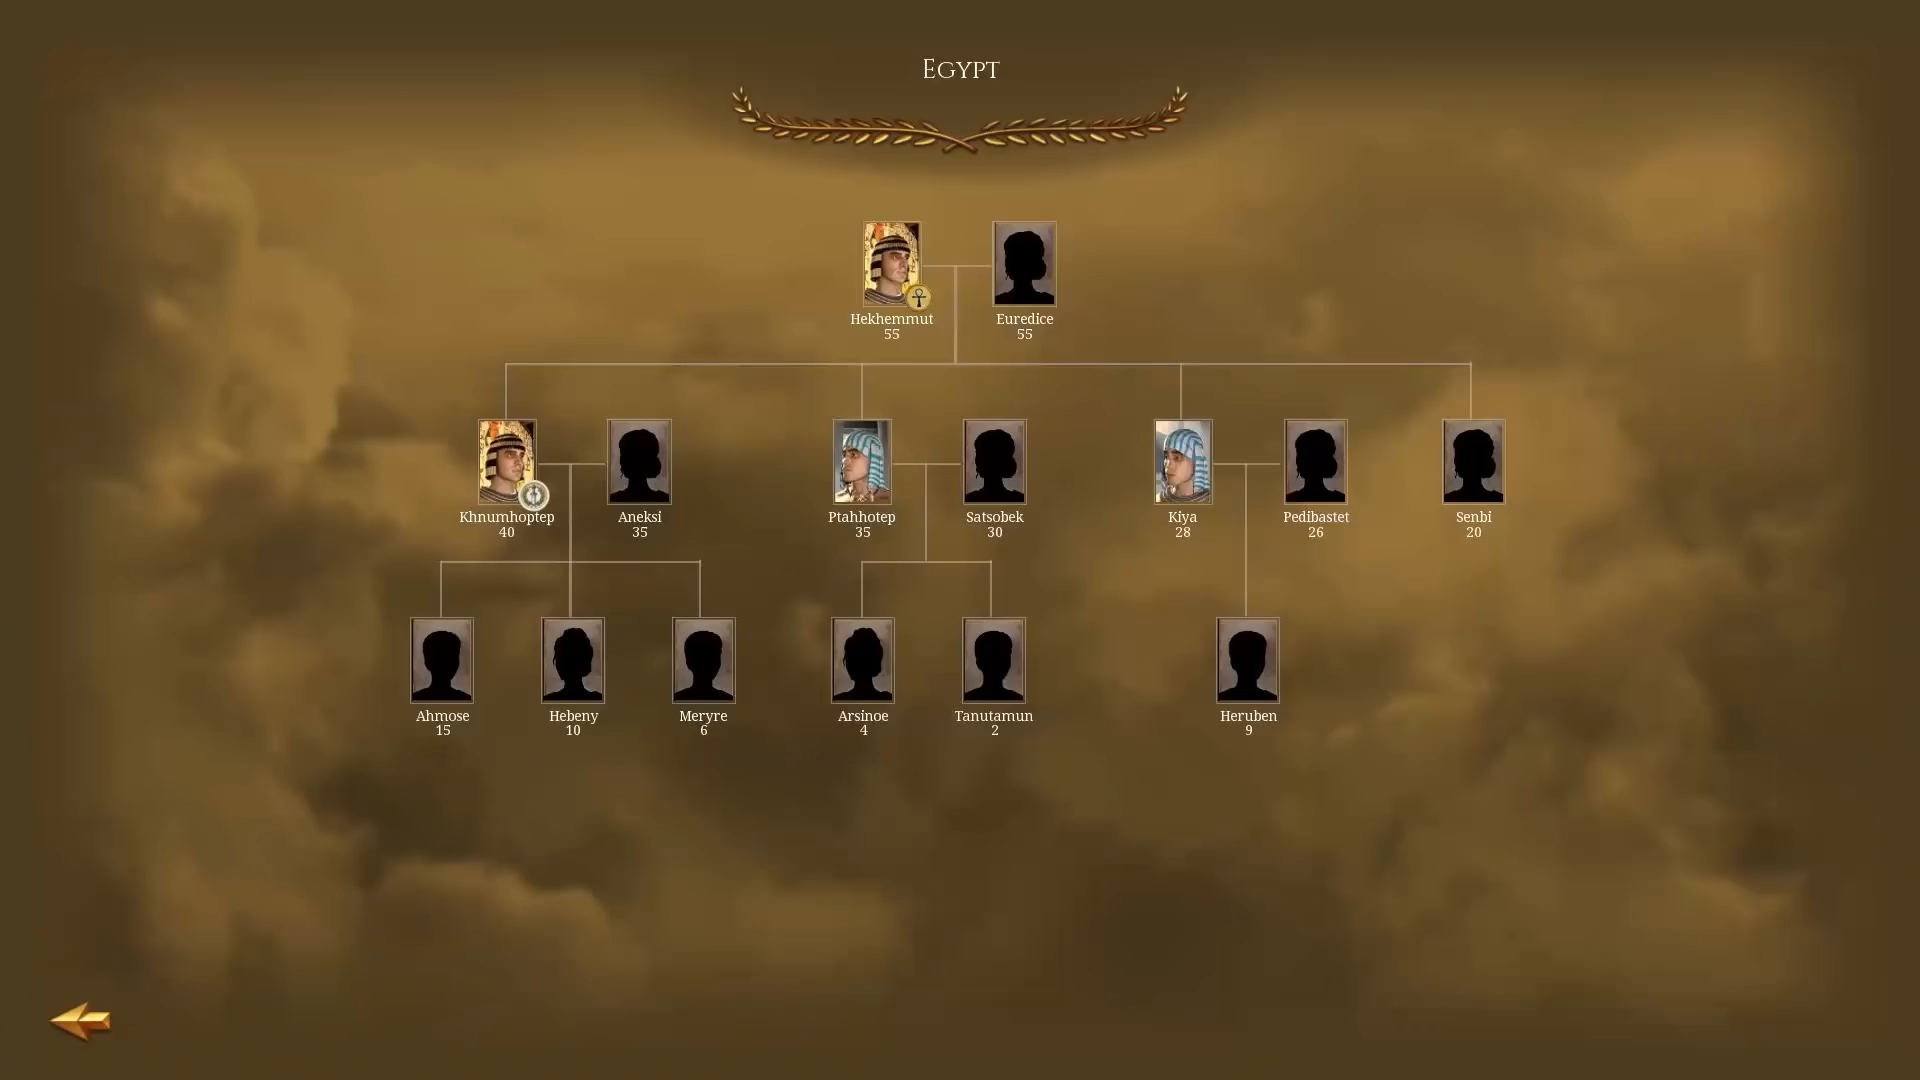 Egypt
Hekhemmut
55
Euredice
55
Khnumhoptep
40
Aneksi
35
Ptahhotep
35
Satsobek
30
Kiya
28
Pedibastet
26
Senbi
20
Ahmose
15
Hebeny
10
Meryre
6
Arsinoe
4
Tanutamun
2
Heruben
9